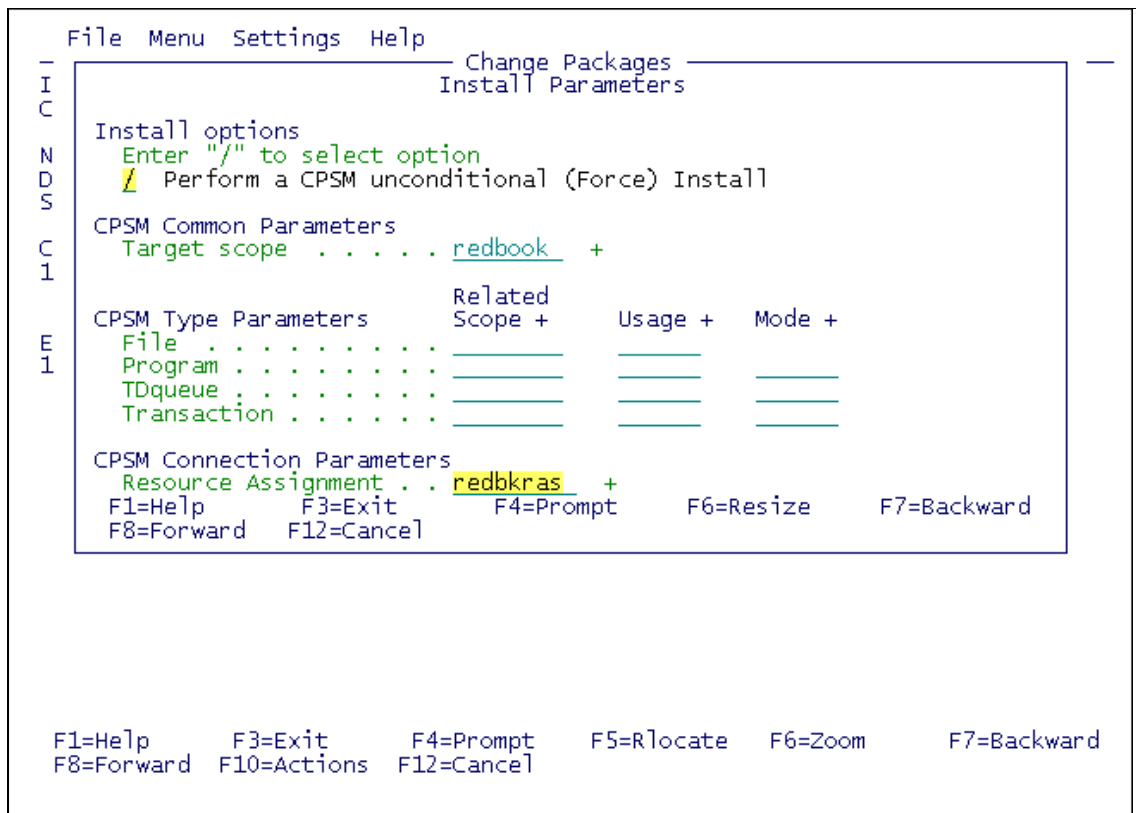 File Menu Settings Help
Change Packages
I Install Parameters
C
Install options
N Enter "/" to select option
D / Perform a CPSM unconditional (Force) Install
S
CPSM Common Parameters
C Target scope . . . . . redbook +
1
Related
CPSM Type Parameters Scope + Usage + Mode +
E File . . . . . . . . .
1 Program . . . . . . . .
TDqueue . . . . . . . .
Transaction . . . . . .
CPSM Connection Parameters
Resource Assignment . . redbkras +
F1=Help F3=Exit F4=Prompt F6=Resize F7=Backward
F8=Forward F12=Cancel
F1=Help F3=Exit F4=Prompt F5=Rlocate F6=Zoom F7=Backward
F8=Forward F10=Actions F12=Cancel